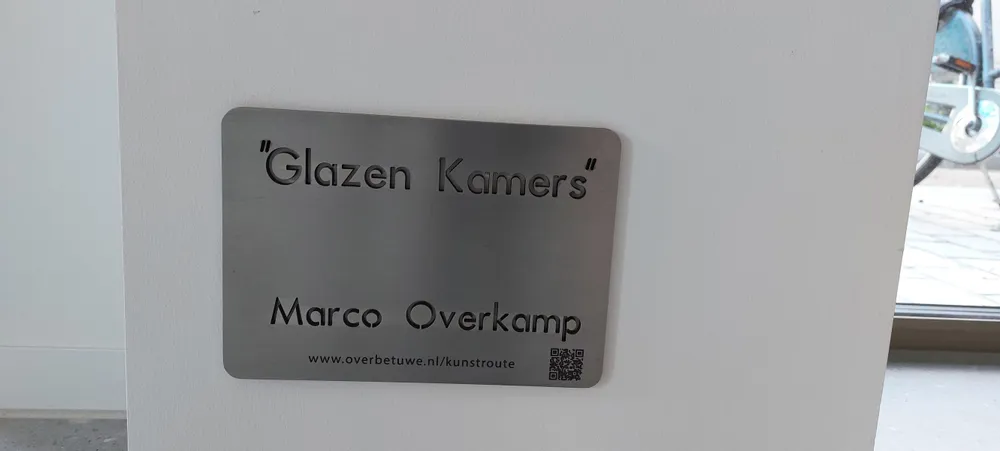 "Glazen Kamers"
Marco Overkamp
www.overbetuwe.nl/kunstroute